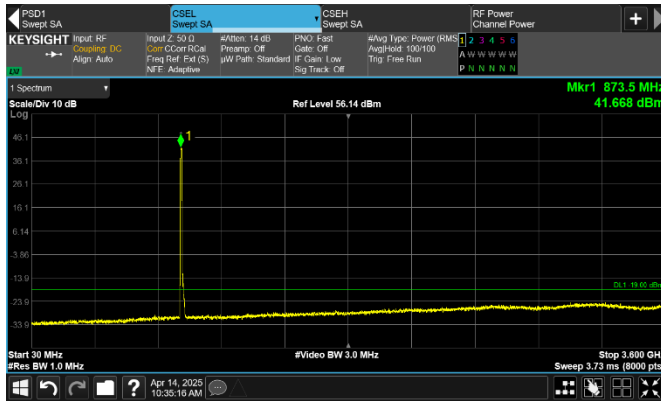 PSD1
Swept SA
CSEL
Swept SA
CSEH
Swept SA
RF Power
Channel Power
KEYSIGHT
Input: RF
Coupling: DC
Align: Auto
Input Z: 50 Ω
Corr CCorr RCal
Freq Ref: Ext (S)
NFE: Adaptive
#Atten: 14 dB
Preamp: Off
µW Path: Standard
PNO: Fast
Gate: Off
IF Gain: Low
Sig Track: Off
#Avg Type: Power (RMS
Avg|Hold: 100/100
Trig: Free Run
1 2 3 4 5 6
A W W W W W
P N N N N N
1 Spectrum
Scale/Div 10 dB
Log
Ref Level 56.14 dBm
Mkr1 873.5 MHz
41.668 dBm
1
46.1
36.1
26.1
16.1
6.14
-3.86
-13.9
-23.9
-33.9
Start 30 MHz
#Res BW 1.0 MHz
#Video BW 3.0 MHz
Stop 3.600 GH
Sweep 3.73 ms (8000 pts
Apr 14, 2025
10:35:16 AM